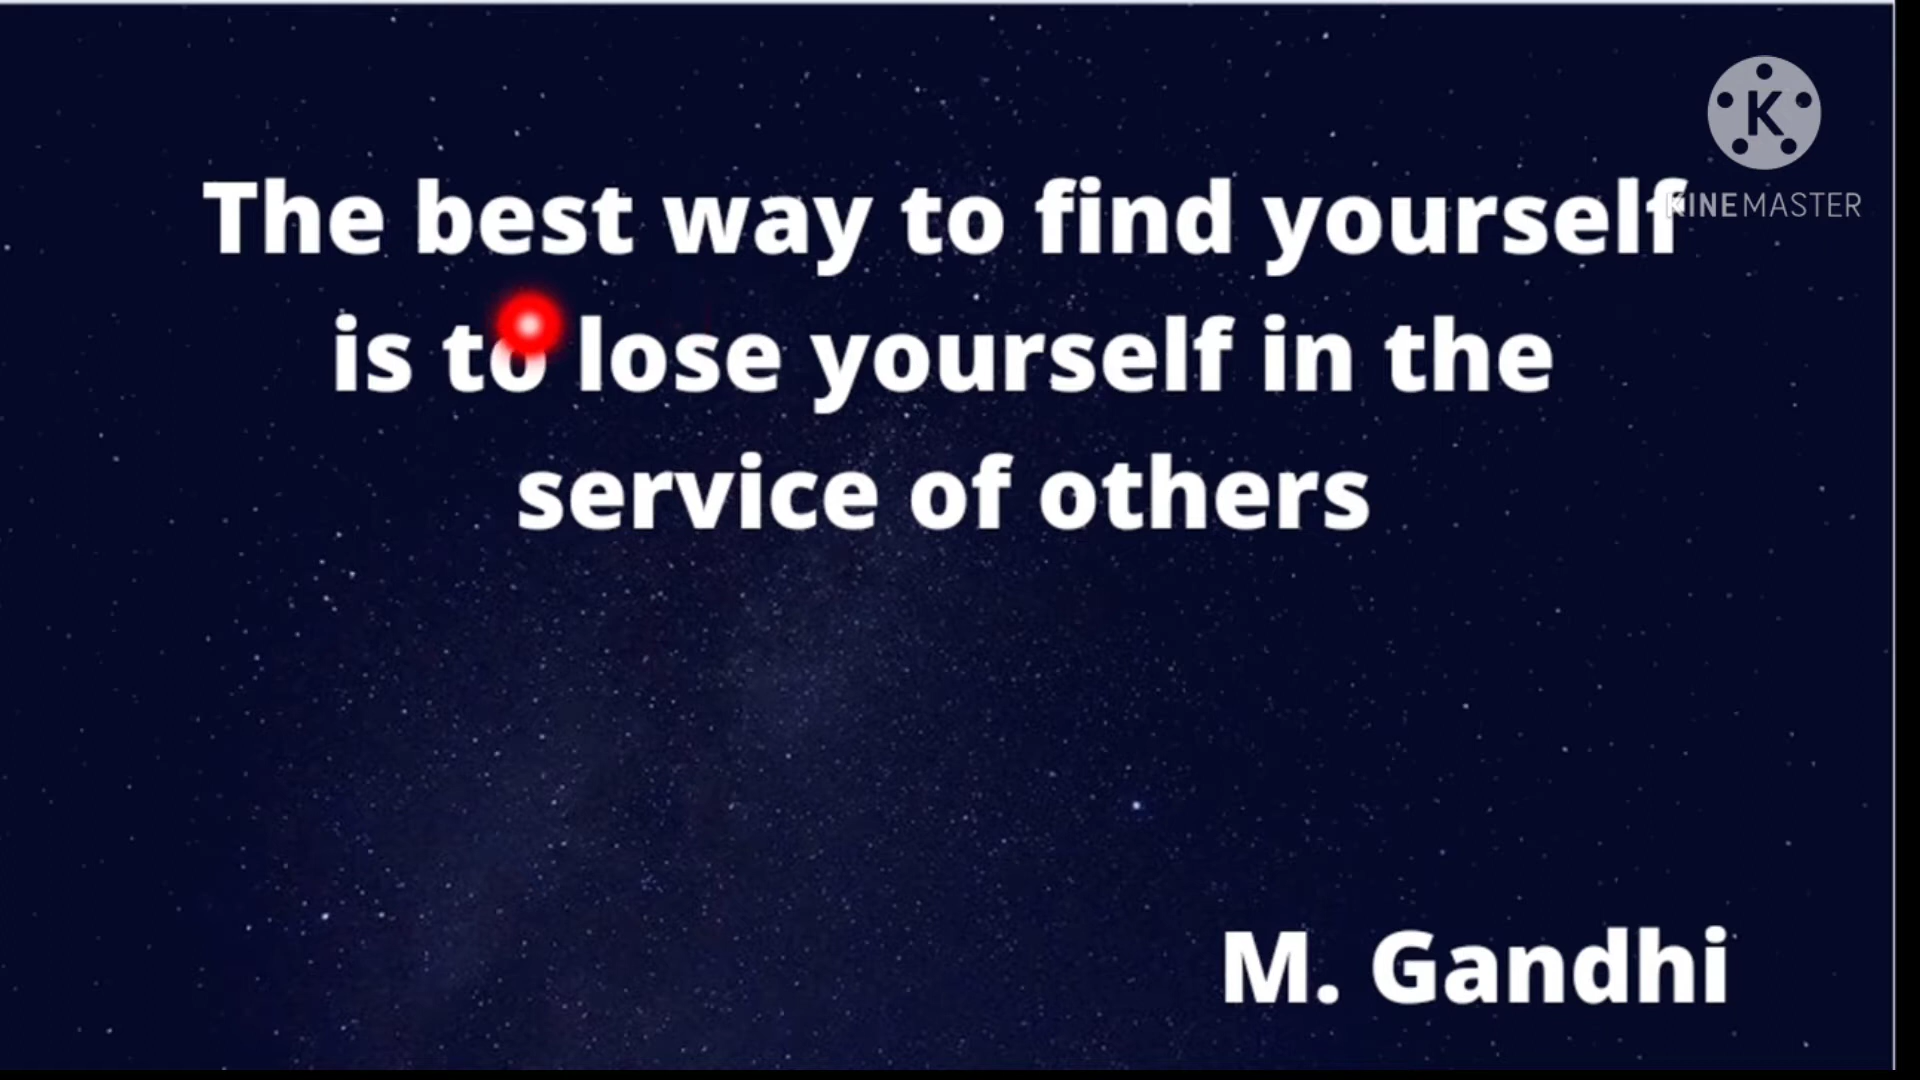 The best way to find yourself
is to lose yourself in the
service of others
M. Gandhi
K
KINEMASTER